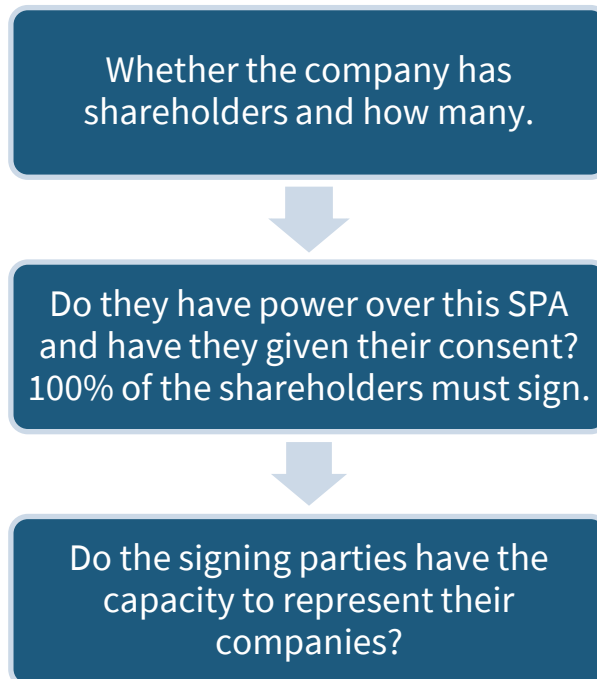 Whether the company has
shareholders and how many.
Do they have power over this SPA
and have they given their consent?
100% of the shareholders must sign.
Do the signing parties have the
capacity to represent their
companies?